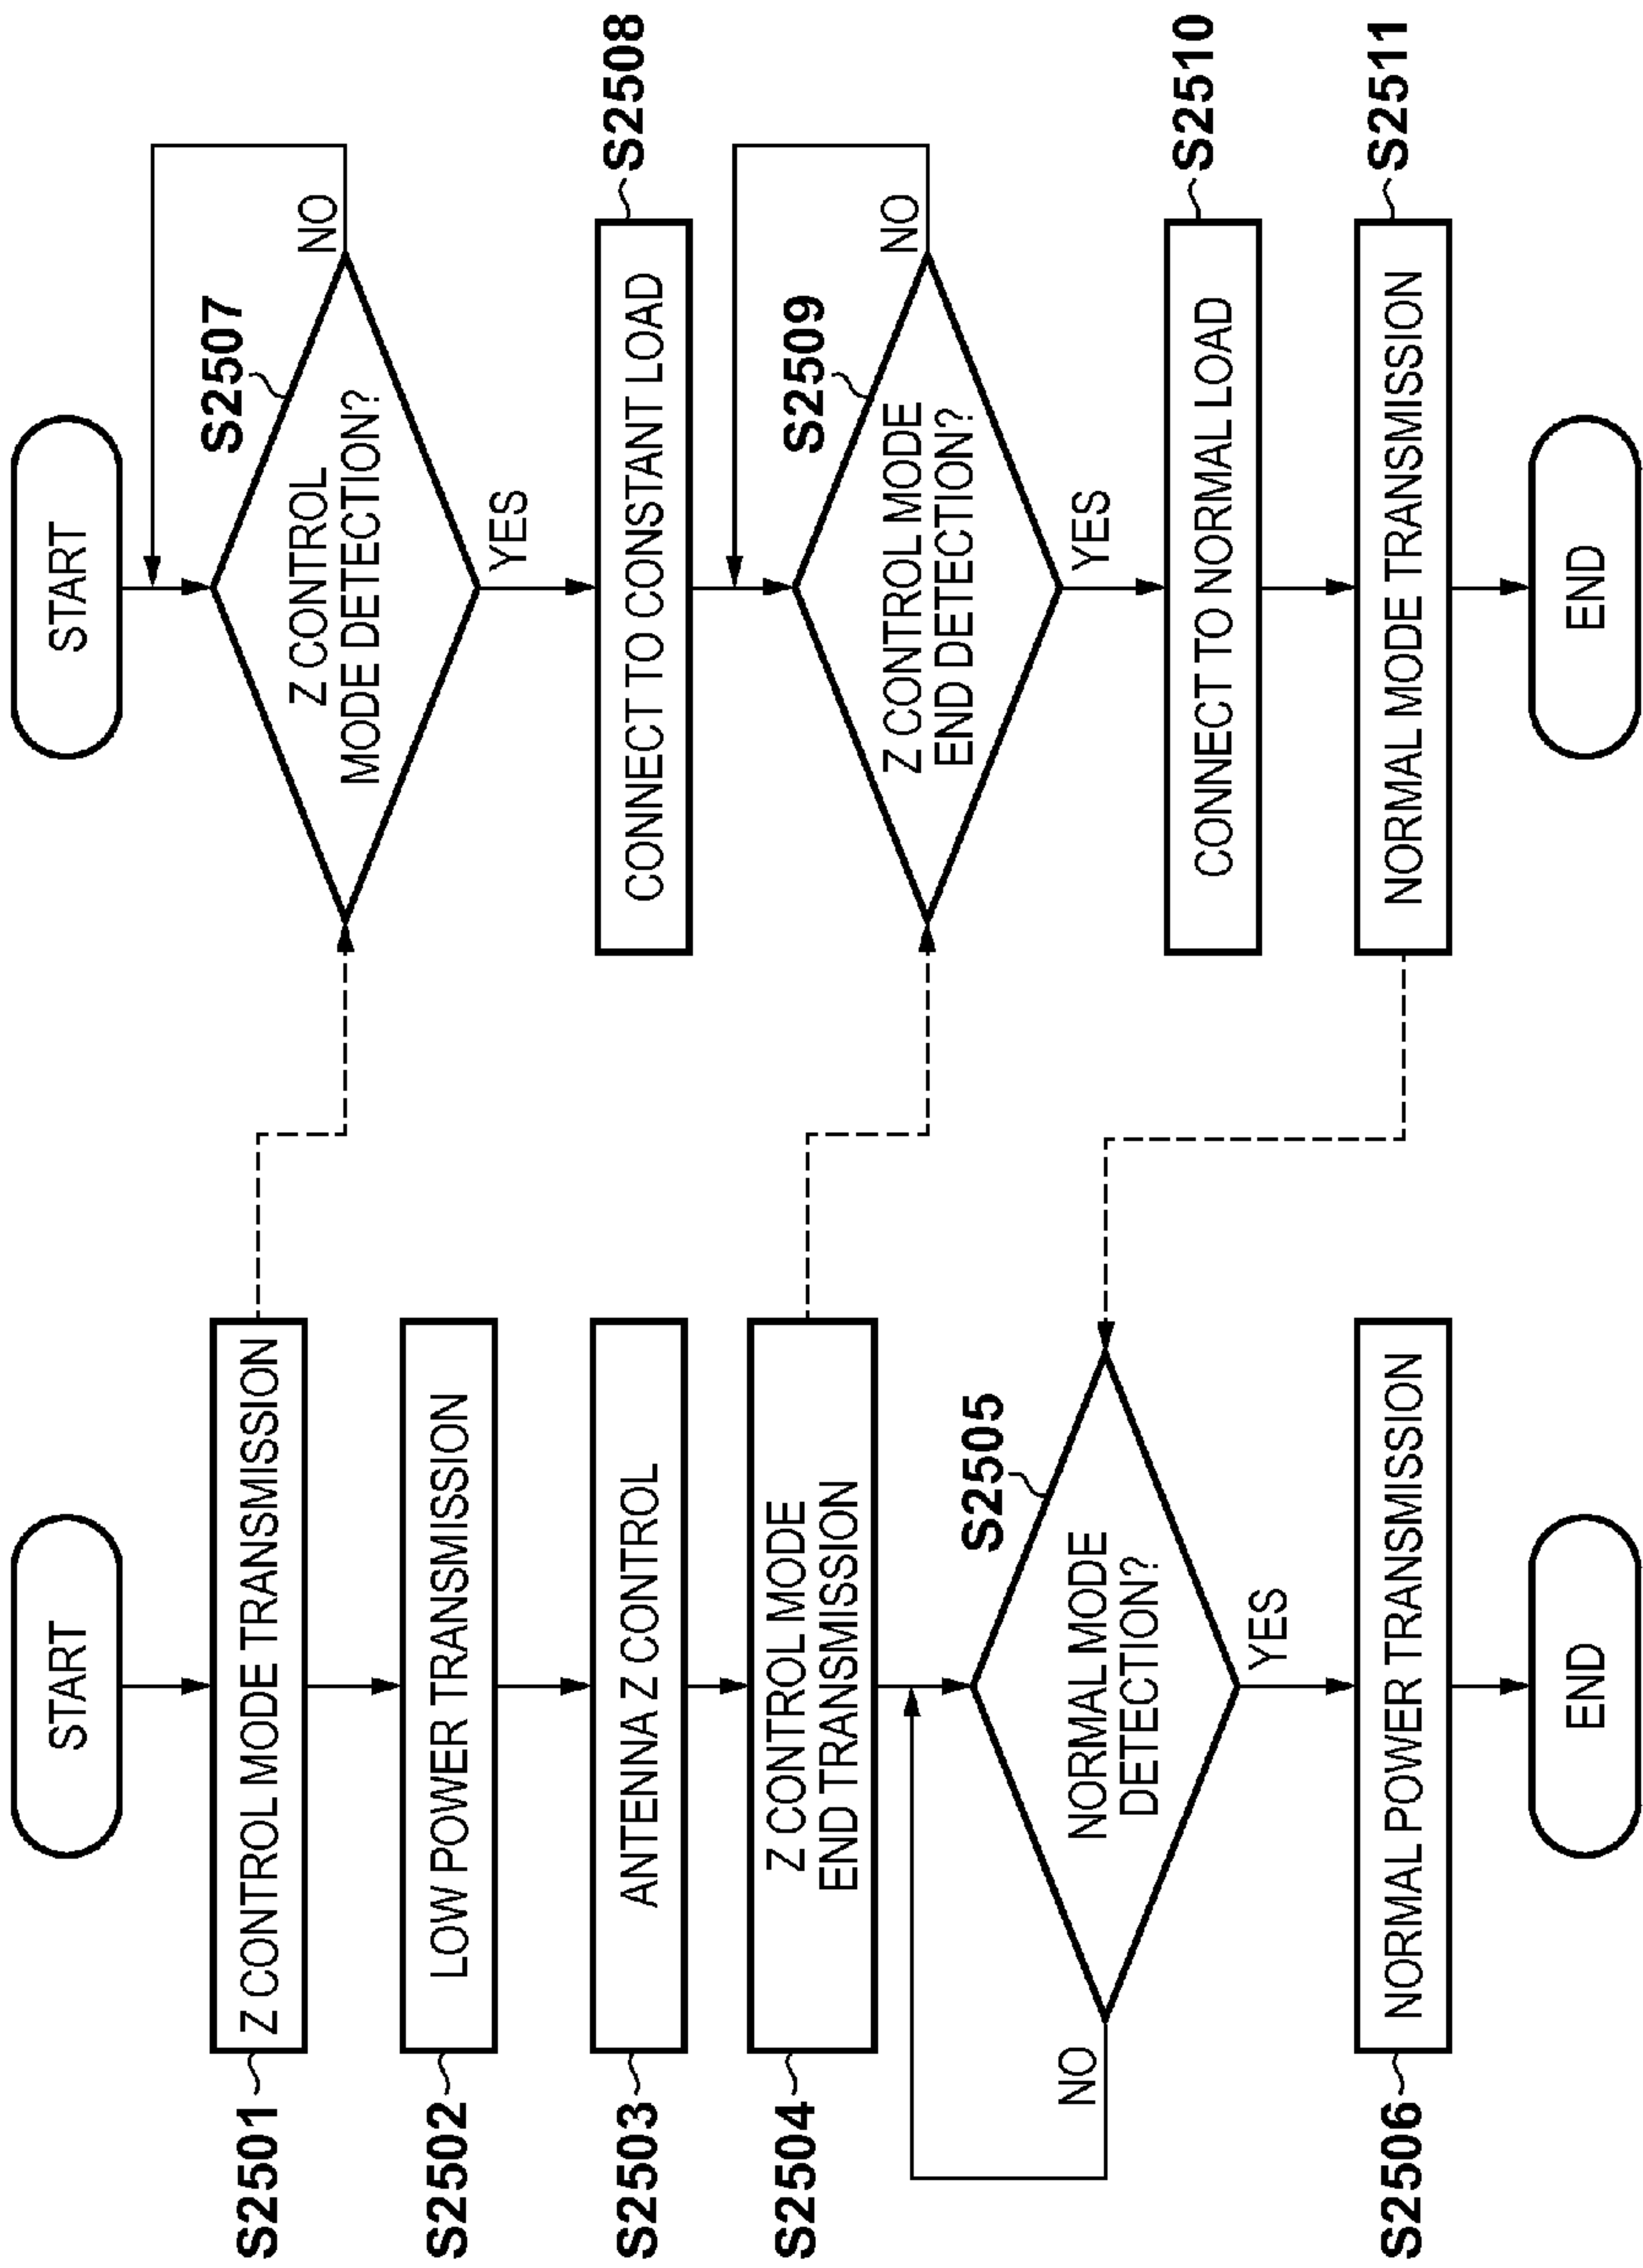 START
S2501
Z CONTROL MODE TRANSMISSION
S2502
LOW POWER TRANSMISSION
S2503
ANTENNA Z CONTROL
S2504
Z CONTROL MODE
END TRANSMISSION
S2505
NORMAL MODE
DETECTION?
NO
YES
S2506
NORMAL POWER TRANSMISSION
END
START
S2507
Z CONTROL
MODE DETECTION?
NO
YES
S2508
CONNECT TO CONSTANT LOAD
S2509
Z CONTROL MODE
END DETECTION?
NO
YES
S2510
CONNECT TO NORMAL LOAD
S2511
NORMAL MODE TRANSMISSION
END